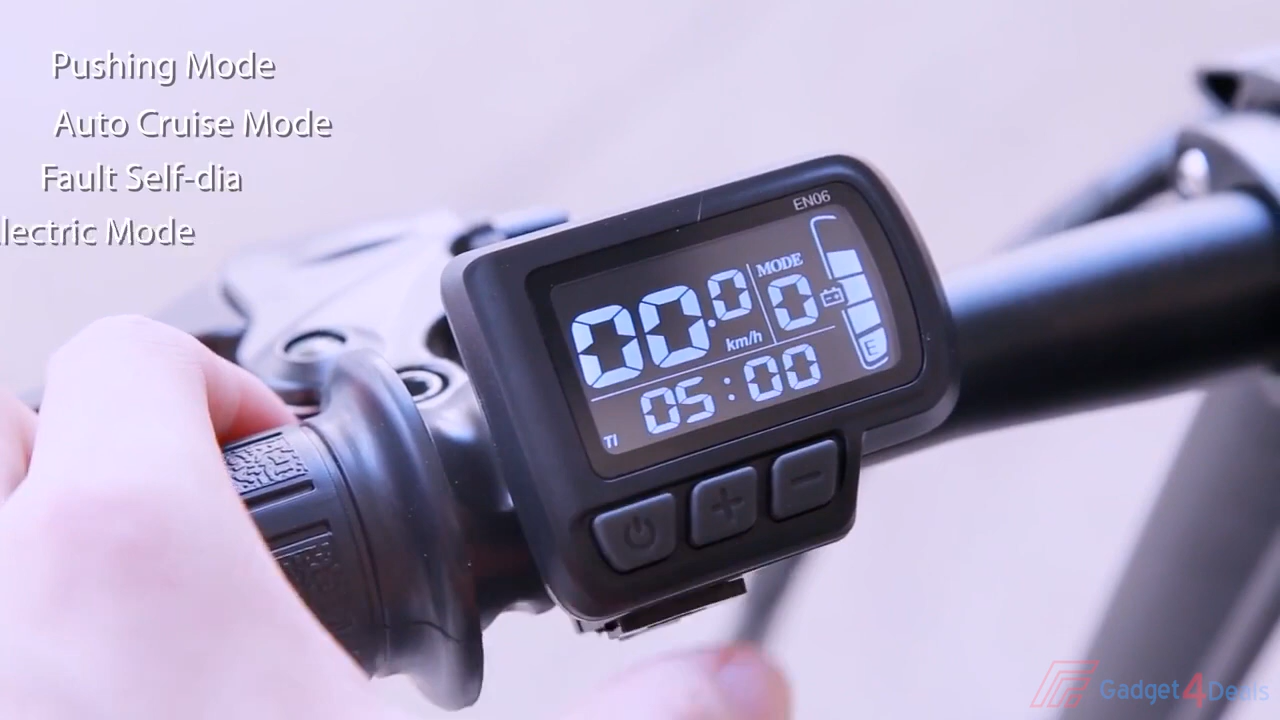 Pushing Mode
Auto Cruise Mode
Fault Self-dia
lectric Mode
EN06
MODE
00.0
0
km/h
E
TI
05:00
Gadget4Deals